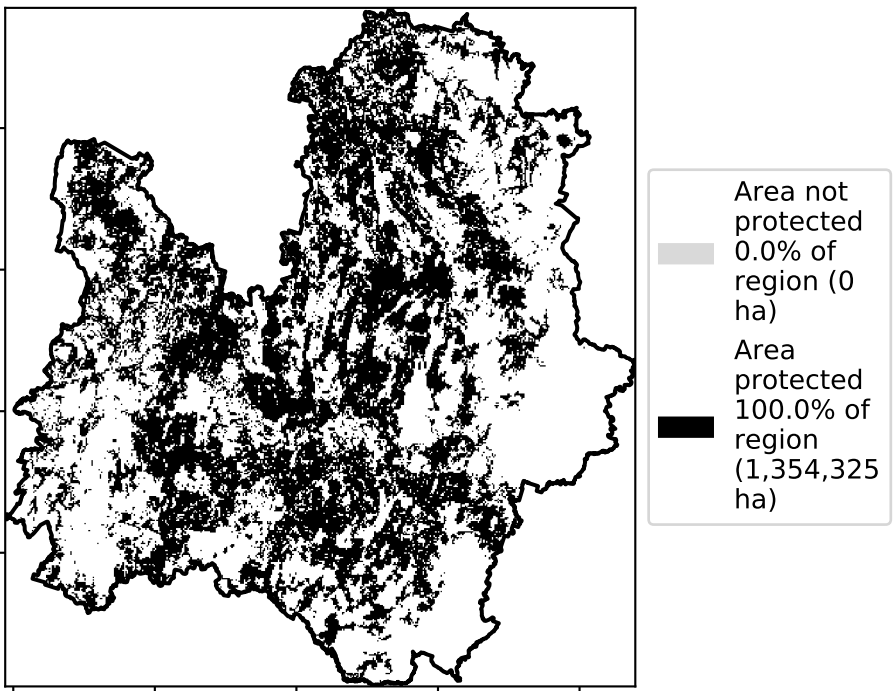 Area not
protected
0.0% of
region (0
ha)
Area
protected
100.0% of
region
(1,354,325
ha)